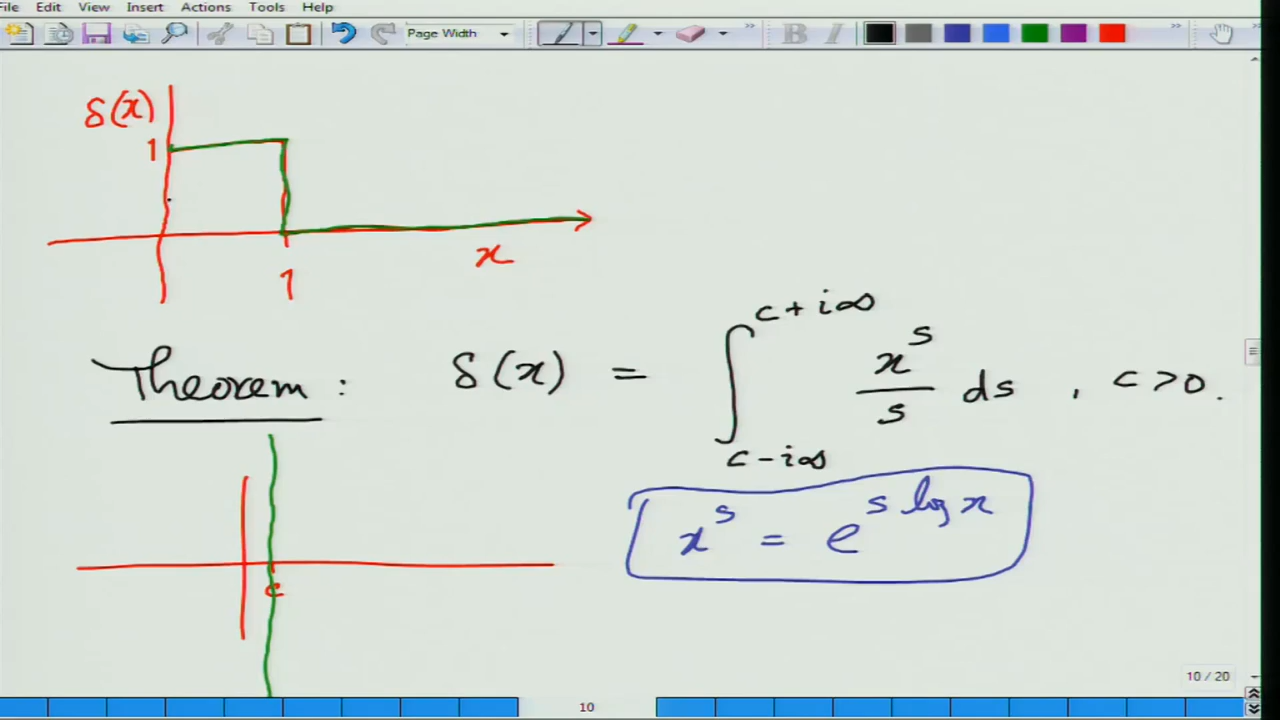 File Edit View Insert Actions Tools Help
Page Width
B I
δ(x)
1
x
1
Theorem : δ(x) = ∫_{c-i∞}^{c+i∞} x^s/s ds , c > 0 .
x^s = e^{s log x}
c
10 / 20
10